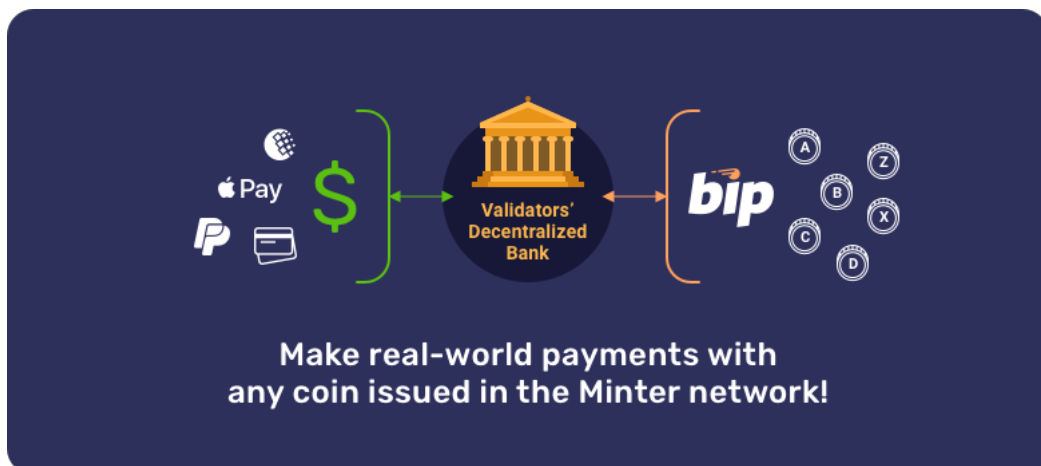 Pay
$
Validators'
Decentralized
Bank
bip
A
Z
B
X
C
D
Make real-world payments with
any coin issued in the Minter network!